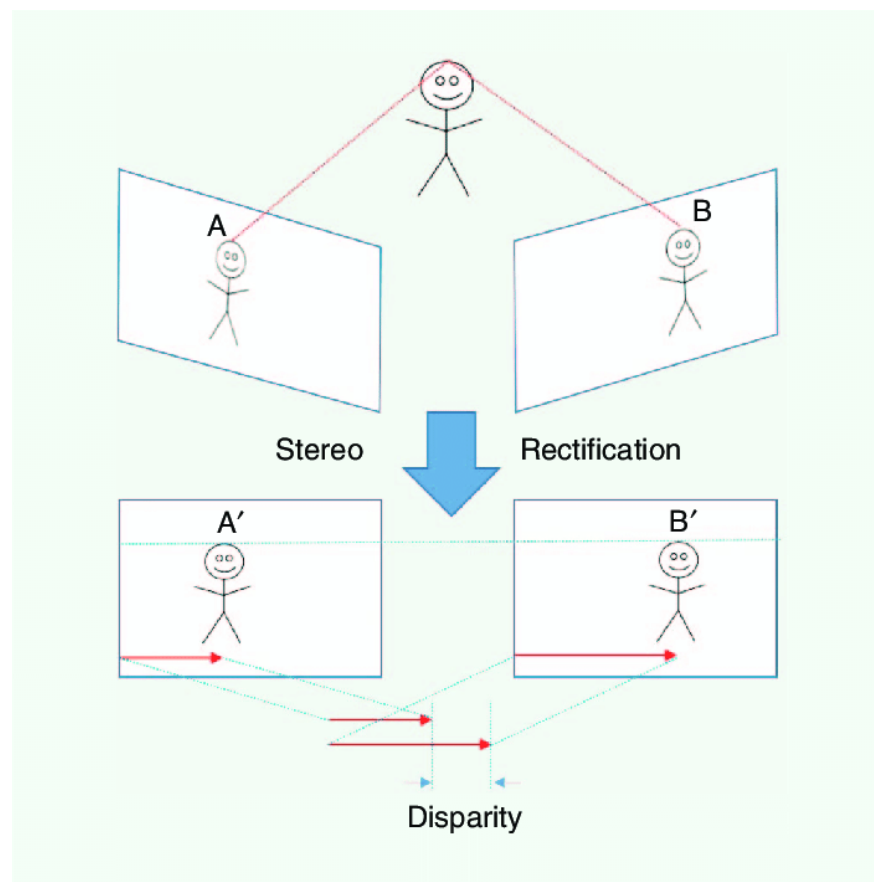 A
B
Stereo
Rectification
A′
B′
Disparity